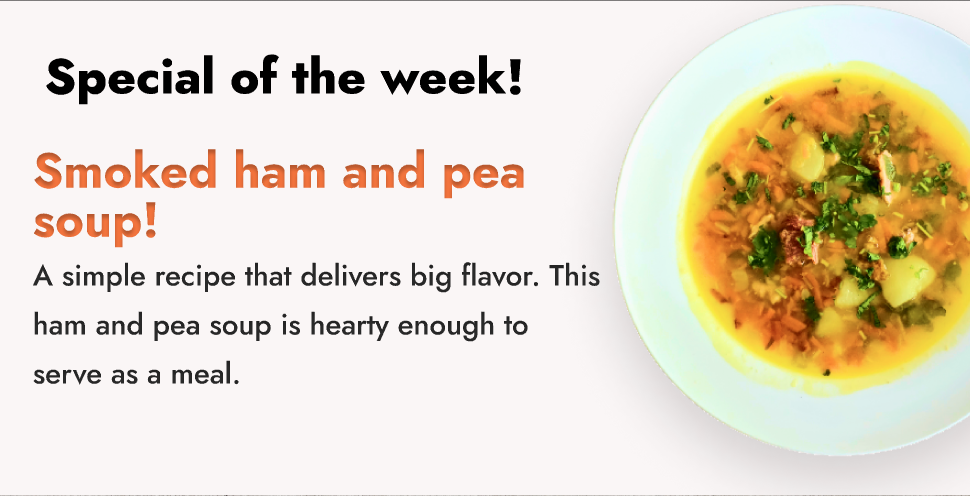 Special of the week!
Smoked ham and pea
soup!
A simple recipe that delivers big flavor. This
ham and pea soup is hearty enough to
serve as a meal.